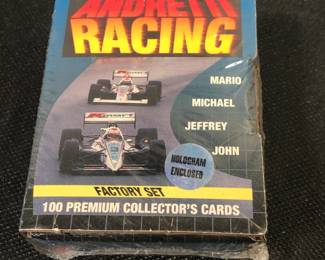 ANDRETTI
RACING
MARIO
MICHAEL
JEFFREY
JOHN
HOLOGRAM
ENCLOSED
FACTORY SET
100 PREMIUM COLLECTOR'S CARDS